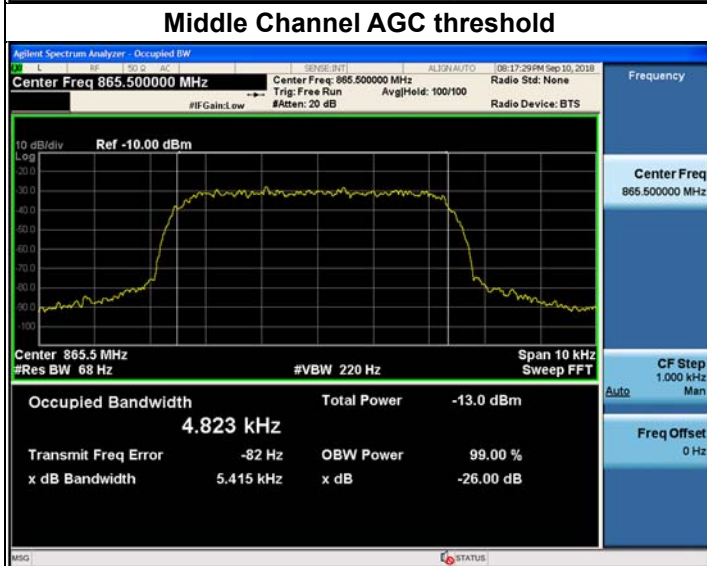 Middle Channel AGC threshold
Agilent Spectrum Analyzer - Occupied BW
LXI L RF 50 Ω AC SENSE:INT ALIGN AUTO 08:17:29 PM Sep 10, 2018
Center Freq 865.500000 MHz
Center Freq: 865.500000 MHz
Radio Std: None
Trig: Free Run Avg|Hold: 100/100
#IFGain:Low #Atten: 20 dB Radio Device: BTS
10 dB/div Ref -10.00 dBm
Log
-20.0
-30.0
-40.0
-50.0
-60.0
-70.0
-80.0
-90.0
-100
Center 865.5 MHz Span 10 kHz
#Res BW 68 Hz #VBW 220 Hz Sweep FFT
Occupied Bandwidth Total Power -13.0 dBm
4.823 kHz
Transmit Freq Error -82 Hz OBW Power 99.00 %
x dB Bandwidth 5.415 kHz x dB -26.00 dB
Frequency
Center Freq
865.500000 MHz
CF Step
1.000 kHz
Auto Man
Freq Offset
0 Hz
MSG STATUS